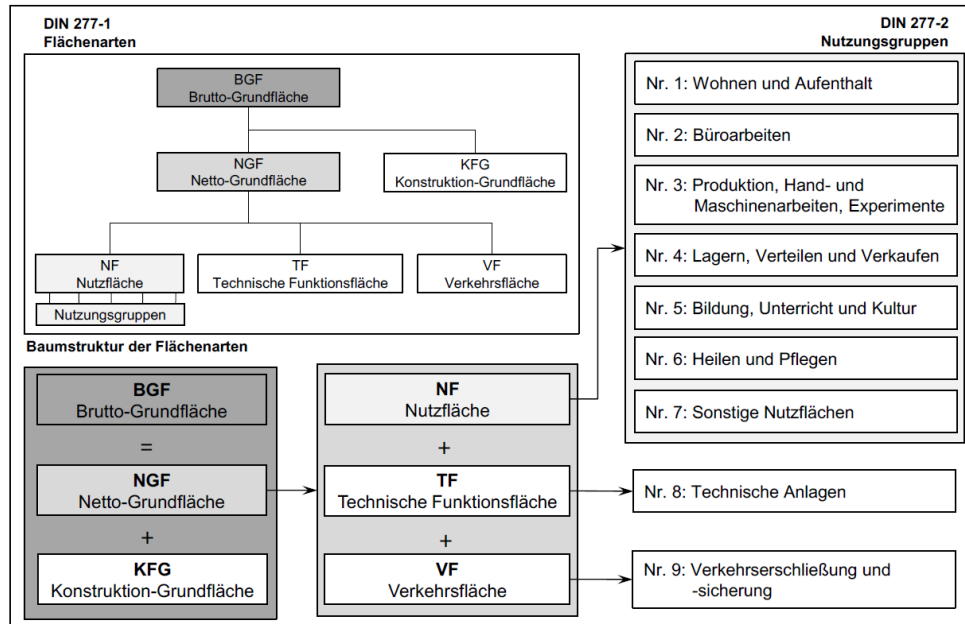 DIN 277-1
Flächenarten
DIN 277-2
Nutzungsgruppen
BGF
Brutto-Grundfläche
NGF
Netto-Grundfläche
KFG
Konstruktion-Grundfläche
NF
Nutzfläche
TF
Technische Funktionsfläche
VF
Verkehrsfläche
Nutzungsgruppen
Baumstruktur der Flächenarten
BGF
Brutto-Grundfläche
=
NGF
Netto-Grundfläche
+
KFG
Konstruktion-Grundfläche
NF
Nutzfläche
+
TF
Technische Funktionsfläche
+
VF
Verkehrsfläche
Nr. 1: Wohnen und Aufenthalt
Nr. 2: Büroarbeiten
Nr. 3: Produktion, Hand- und
Maschinenarbeiten, Experimente
Nr. 4: Lagern, Verteilen und Verkaufen
Nr. 5: Bildung, Unterricht und Kultur
Nr. 6: Heilen und Pflegen
Nr. 7: Sonstige Nutzflächen
Nr. 8: Technische Anlagen
Nr. 9: Verkehrserschließung und
-sicherung